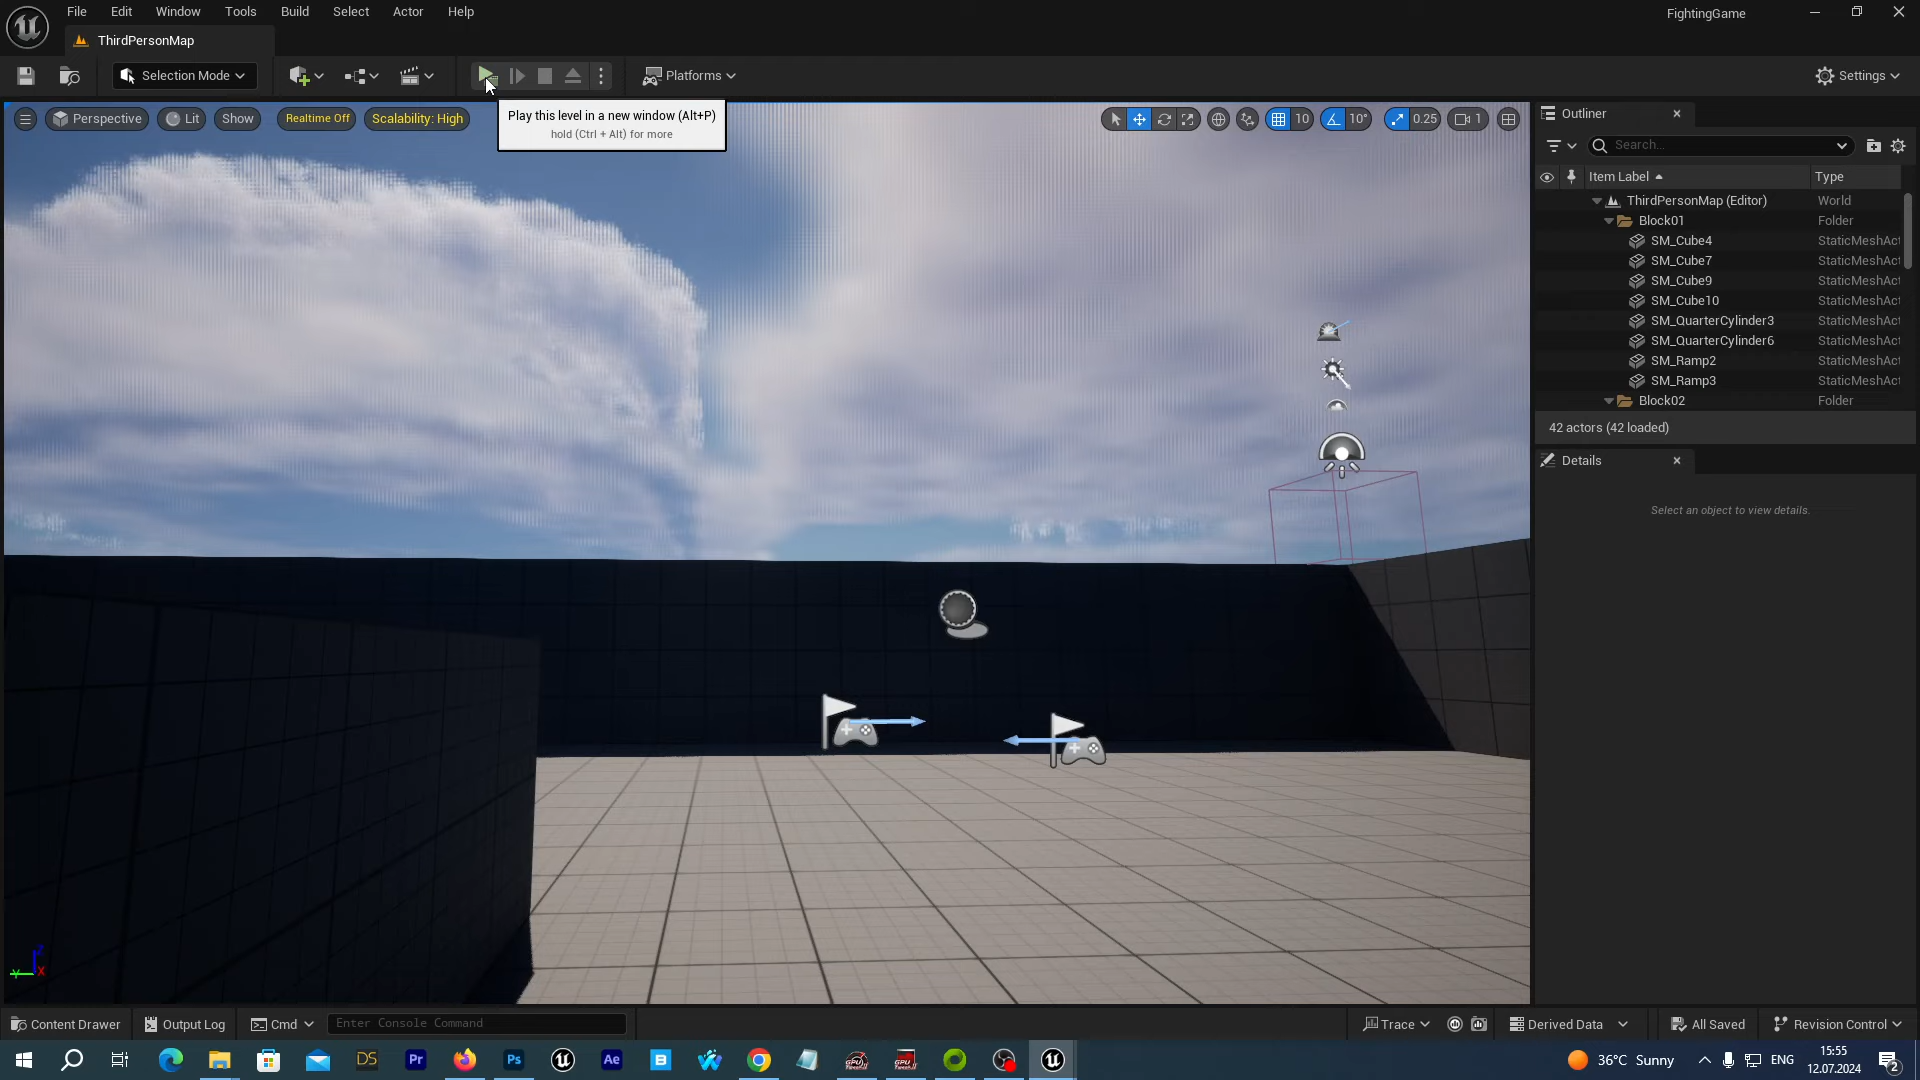 File Edit Window Tools Build Select Actor Help
FightingGame
ThirdPersonMap
Selection Mode
Platforms
Settings
Play this level in a new window (Alt+P)
hold (Ctrl + Alt) for more
Perspective Lit Show Realtime Off Scalability: High
10 10° 0.25 1
Outliner
Search...
Item Label Type
ThirdPersonMap (Editor) World
Block01 Folder
SM_Cube4 StaticMeshAct
SM_Cube7 StaticMeshAct
SM_Cube9 StaticMeshAct
SM_Cube10 StaticMeshAct
SM_QuarterCylinder3 StaticMeshAct
SM_QuarterCylinder6 StaticMeshAct
SM_Ramp2 StaticMeshAct
SM_Ramp3 StaticMeshAct
Block02 Folder
42 actors (42 loaded)
Details
Select an object to view details.
Content Drawer Output Log Cmd Enter Console Command Trace Derived Data All Saved Revision Control
DS Pr Ps Ae
36°C Sunny ENG
15:55
12.07.2024
2